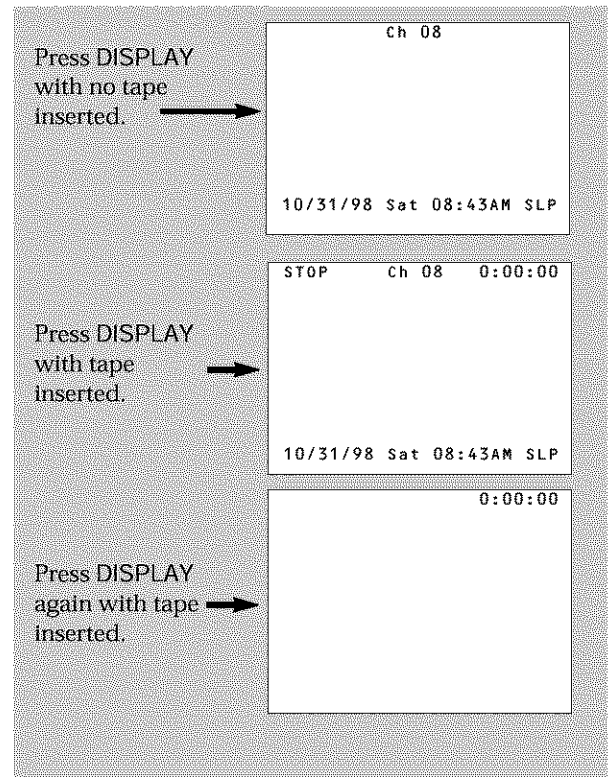 Press DISPLAY
with no tape
inserted.
Ch 08
10/31/98 Sat 08:43AM SLP
Press DISPLAY
with tape
inserted.
STOP Ch 08 0:00:00
10/31/98 Sat 08:43AM SLP
Press DISPLAY
again with tape
inserted.
0:00:00